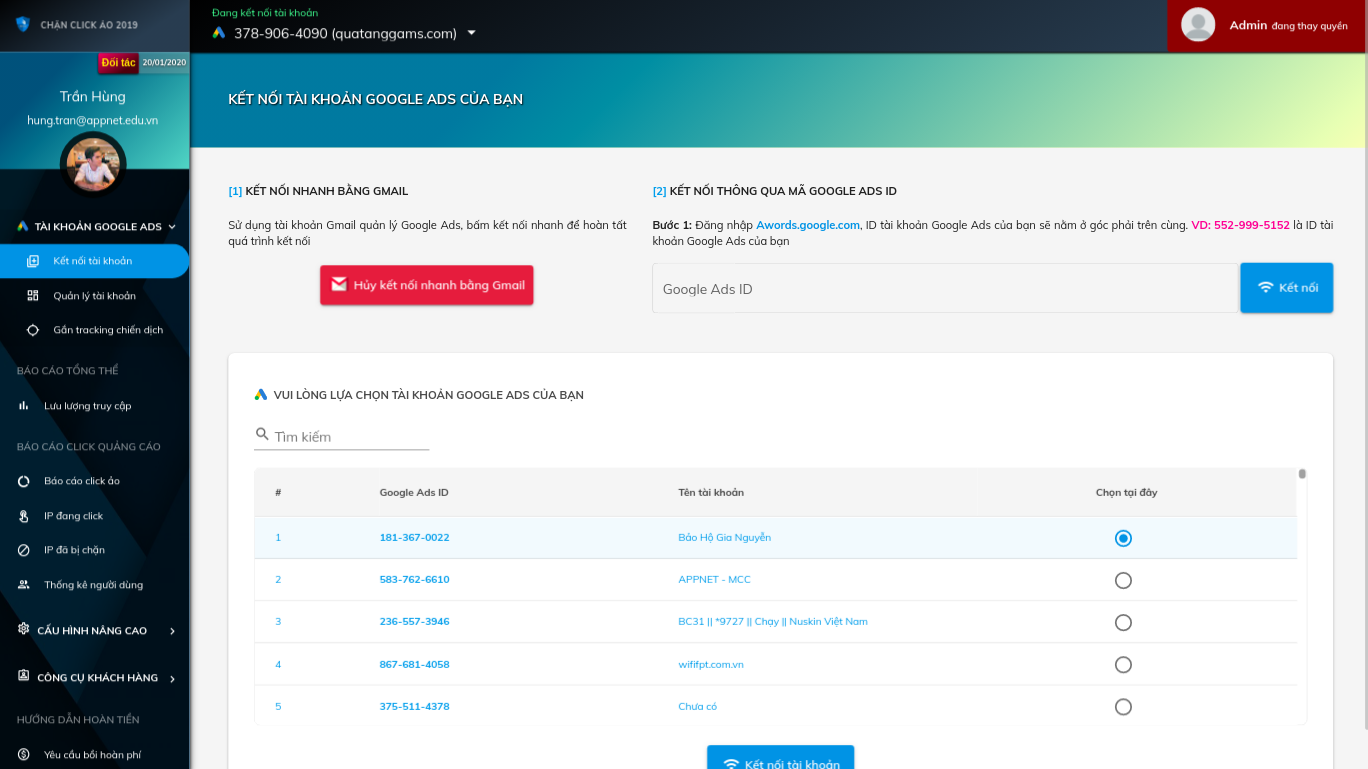 CHẶN CLICK ẢO 2019
Đang kết nối tài khoản
378-906-4090 (quatanggams.com)
Admin đang thay quyền
Đối tác 20/01/2020
Trần Hùng
hung.tran@appnet.edu.vn
TÀI KHOẢN GOOGLE ADS
Kết nối tài khoản
Quản lý tài khoản
Gắn tracking chiến dịch
BÁO CÁO TỔNG THỂ
Lưu lượng truy cập
BÁO CÁO CLICK QUẢNG CÁO
Báo cáo click ảo
IP đang click
IP đã bị chặn
Thống kê người dùng
CẤU HÌNH NÂNG CAO
CÔNG CỤ KHÁCH HÀNG
HƯỚNG DẪN HOÀN TIỀN
Yêu cầu bồi hoàn phí
KẾT NỐI TÀI KHOẢN GOOGLE ADS CỦA BẠN
[1] KẾT NỐI NHANH BẰNG GMAIL
Sử dụng tài khoản Gmail quản lý Google Ads, bấm kết nối nhanh để hoàn tất
quá trình kết nối
Hủy kết nối nhanh bằng Gmail
[2] KẾT NỐI THÔNG QUA MÃ GOOGLE ADS ID
Bước 1: Đăng nhập Awords.google.com, ID tài khoản Google Ads của bạn sẽ nằm ở góc phải trên cùng. VD: 552-999-5152 là ID tài
khoản Google Ads của bạn
Google Ads ID
Kết nối
VUI LÒNG LỰA CHỌN TÀI KHOẢN GOOGLE ADS CỦA BẠN
Tìm kiếm
# Google Ads ID Tên tài khoản Chọn tại đây
1 181-367-0022 Bảo Hộ Gia Nguyễn
2 583-762-6610 APPNET - MCC
3 236-557-3946 BC31 || *9727 || Chạy || Nuskin Việt Nam
4 867-681-4058 wififpt.com.vn
5 375-511-4378 Chưa có
Kết nối tài khoản